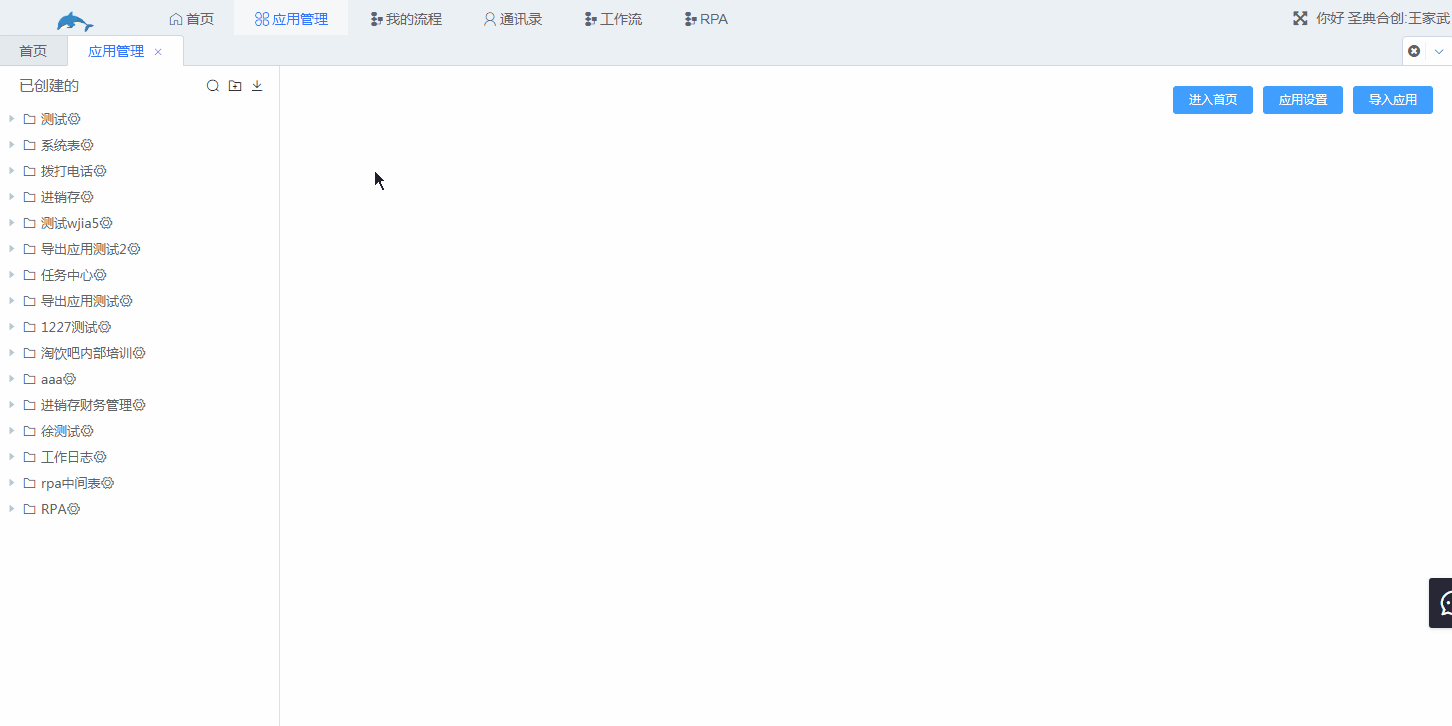 首页 应用管理 我的流程 通讯录 工作流 RPA 你好 圣典合创:王家武
首页 应用管理 ×
已创建的
进入首页 应用设置 导入应用
测试
系统表
拨打电话
进销存
测试wjia5
导出应用测试2
任务中心
导出应用测试
1227测试
淘饮吧内部培训
aaa
进销存财务管理
徐测试
工作日志
rpa中间表
RPA